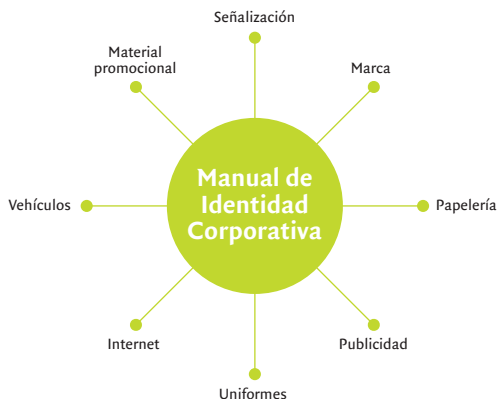 Señalización
Material
promocional
Marca
Manual de
Identidad
Corporativa
Vehículos
Papelería
Internet
Publicidad
Uniformes